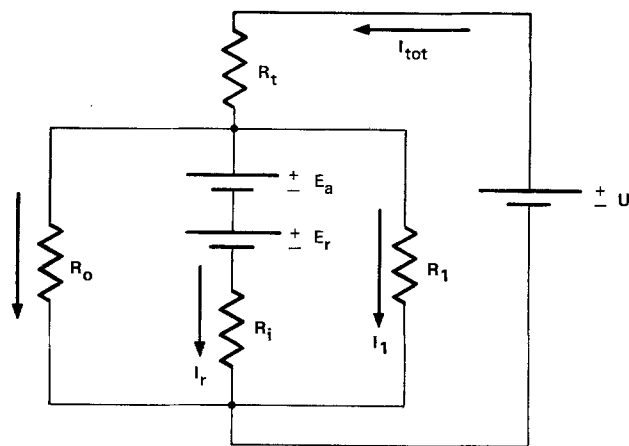 I_tot
R_t
+
− E_a
+
− U
+
− E_r
R_o
R_1
R_i
I_1
I_r